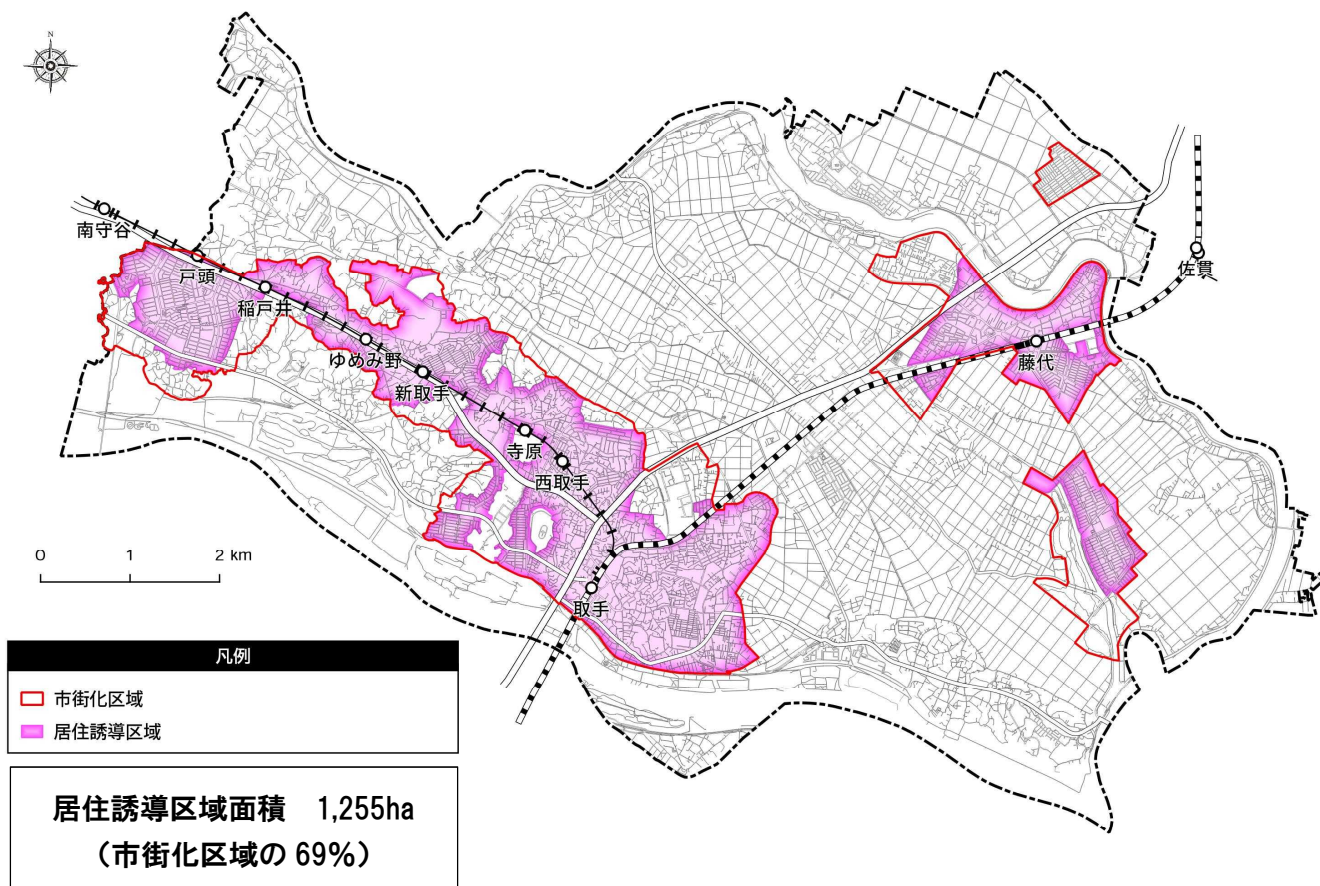 N
南守谷
戸頭
稲戸井
ゆめみ野
新取手
寺原
西取手
取手
藤代
佐貫
0 1 2 km
凡例
市街化区域
居住誘導区域
居住誘導区域面積 1,255ha
（市街化区域の 69%）